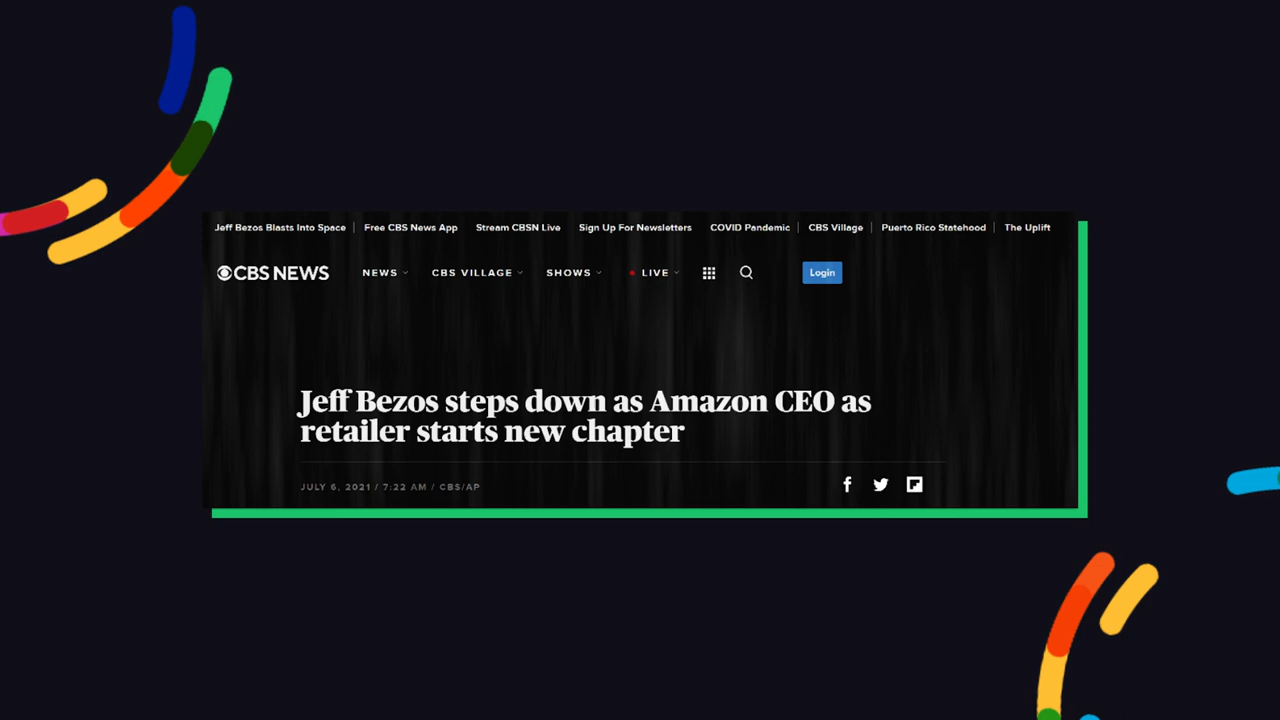 Jeff Bezos Blasts Into Space Free CBS News App Stream CBSN Live Sign Up For Newsletters COVID Pandemic CBS Village Puerto Rico Statehood The Uplift
CBS NEWS NEWS CBS VILLAGE SHOWS LIVE Login
Jeff Bezos steps down as Amazon CEO as
retailer starts new chapter
JULY 6, 2021 / 7:22 AM / CBS/AP